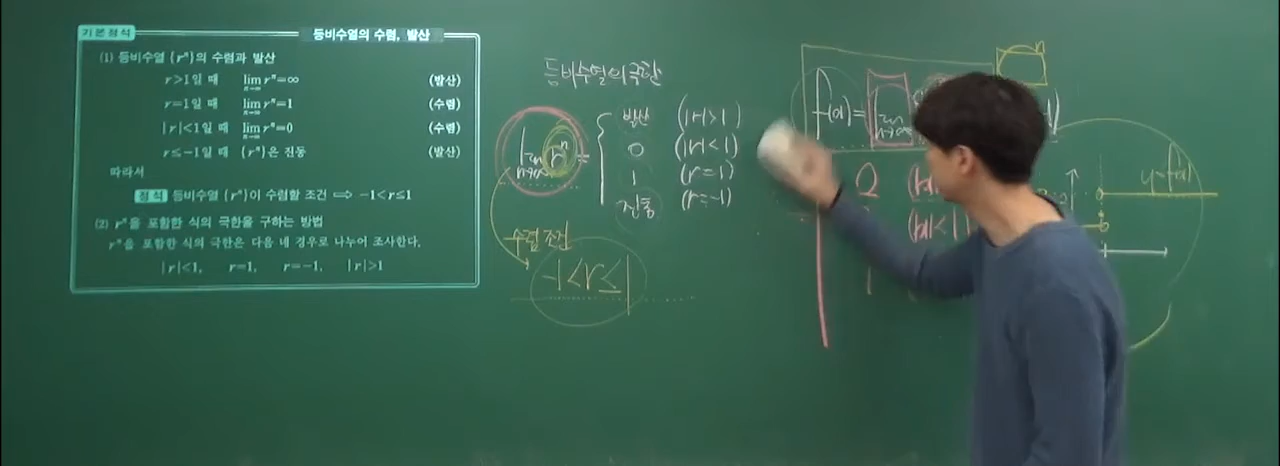 기본정석
등비수열의 수렴, 발산
(1) 등비수열 {rⁿ}의 수렴과 발산
r>1일 때 lim n→∞ rⁿ=∞ (발산)
r=1일 때 lim n→∞ rⁿ=1 (수렴)
|r|<1일 때 lim n→∞ rⁿ=0 (수렴)
r≤-1일 때 {rⁿ}은 진동 (발산)
따라서
정석 등비수열 {rⁿ}이 수렴할 조건 ⇨ -1<r≤1
(2) rⁿ을 포함한 식의 극한을 구하는 방법
rⁿ을 포함한 식의 극한은 다음 네 경우로 나누어 조사한다.
|r|<1, r=1, r=-1, |r|>1
등비수열의 극한
lim n→∞ rⁿ =
발산 (|r|>1)
0 (|r|<1)
1 (r=1)
진동 (r=-1)
수렴 조건
-1<r≤1
f(x)= lim n→∞
y=f(x)